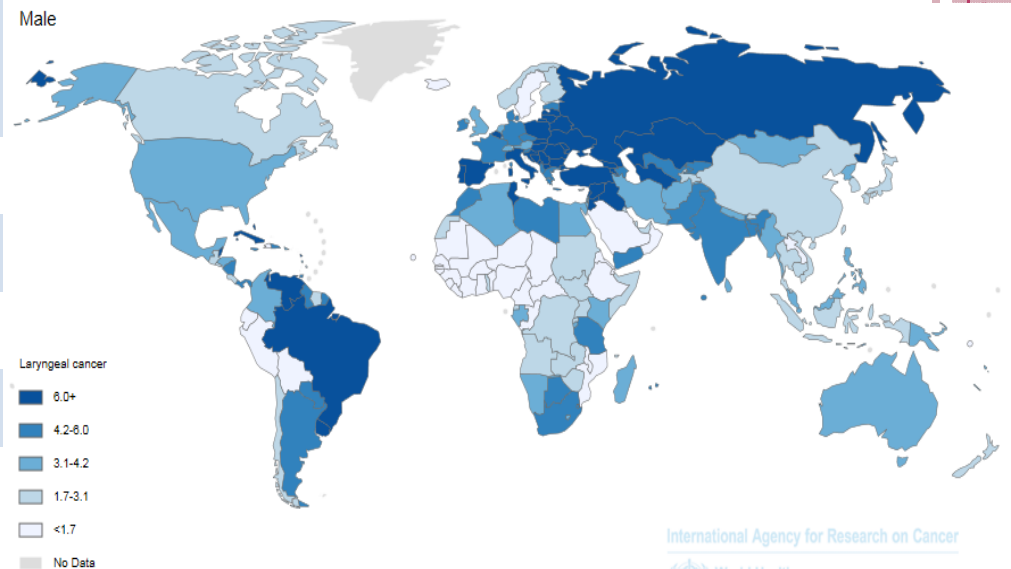 Male
Laryngeal cancer
6.0+
4.2-6.0
3.1-4.2
1.7-3.1
<1.7
No Data
International Agency for Research on Cancer